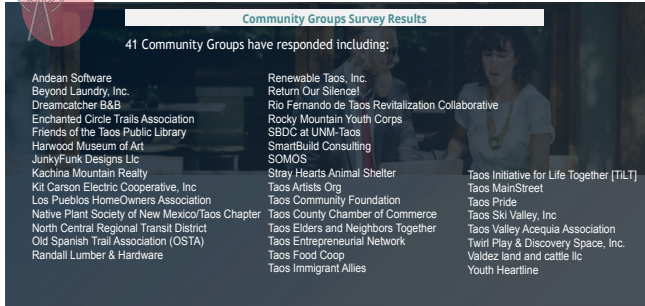 Community Groups Survey Results
41 Community Groups have responded including:
Andean Software
Beyond Laundry, Inc.
Dreamcatcher B&B
Enchanted Circle Trails Association
Friends of the Taos Public Library
Harwood Museum of Art
JunkyFunk Designs Llc
Kachina Mountain Realty
Kit Carson Electric Cooperative, Inc
Los Pueblos HomeOwners Association
Native Plant Society of New Mexico/Taos Chapter
North Central Regional Transit District
Old Spanish Trail Association (OSTA)
Randall Lumber & Hardware
Renewable Taos, Inc.
Return Our Silence!
Rio Fernando de Taos Revitalization Collaborative
Rocky Mountain Youth Corps
SBDC at UNM-Taos
SmartBuild Consulting
SOMOS
Stray Hearts Animal Shelter
Taos Artists Org
Taos Community Foundation
Taos County Chamber of Commerce
Taos Elders and Neighbors Together
Taos Entrepreneurial Network
Taos Food Coop
Taos Immigrant Allies
Taos Initiative for Life Together [TiLT]
Taos MainStreet
Taos Pride
Taos Ski Valley, Inc
Taos Valley Acequia Association
Twirl Play & Discovery Space, Inc.
Valdez land and cattle llc
Youth Heartline